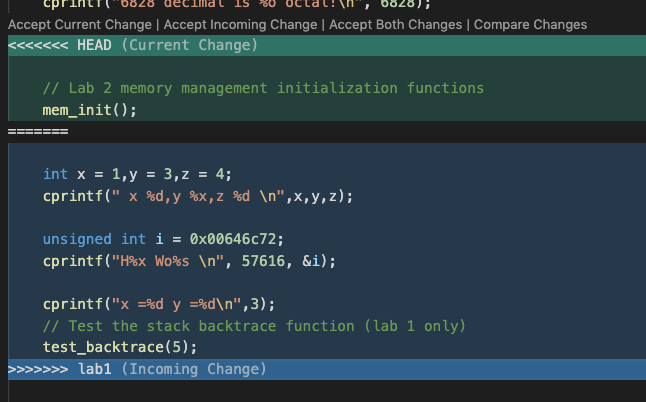 cprintf("6828 decimal is %o octal!\n", 6828);
Accept Current Change | Accept Incoming Change | Accept Both Changes | Compare Changes
<<<<<<< HEAD (Current Change)
// Lab 2 memory management initialization functions
mem_init();
=======
int x = 1,y = 3,z = 4;
cprintf(" x %d,y %x,z %d \n",x,y,z);
unsigned int i = 0x00646c72;
cprintf("H%x Wo%s \n", 57616, &i);
cprintf("x =%d y =%d\n",3);
// Test the stack backtrace function (lab 1 only)
test_backtrace(5);
>>>>>>> lab1 (Incoming Change)